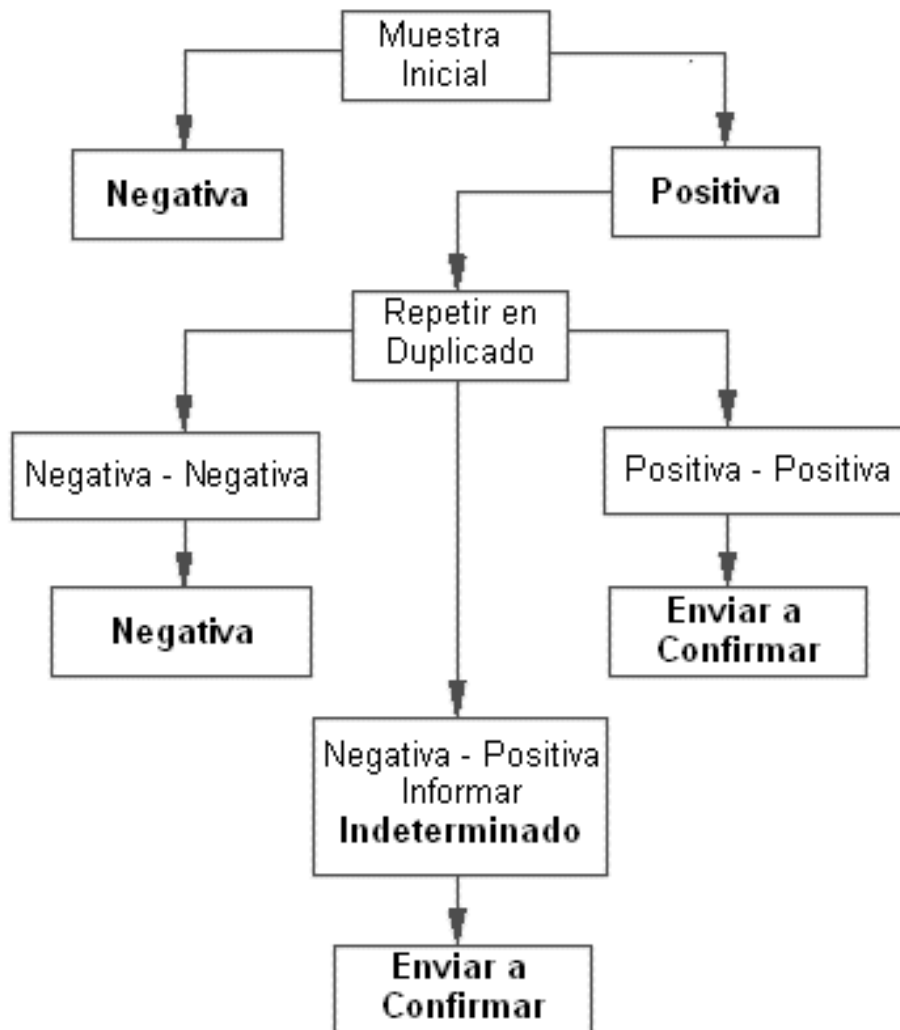 Muestra
Inicial
Negativa
Positiva
Repetir en
Duplicado
Negativa - Negativa
Positiva - Positiva
Negativa
Enviar a
Confirmar
Negativa - Positiva
Informar
Indeterminado
Enviar a
Confirmar